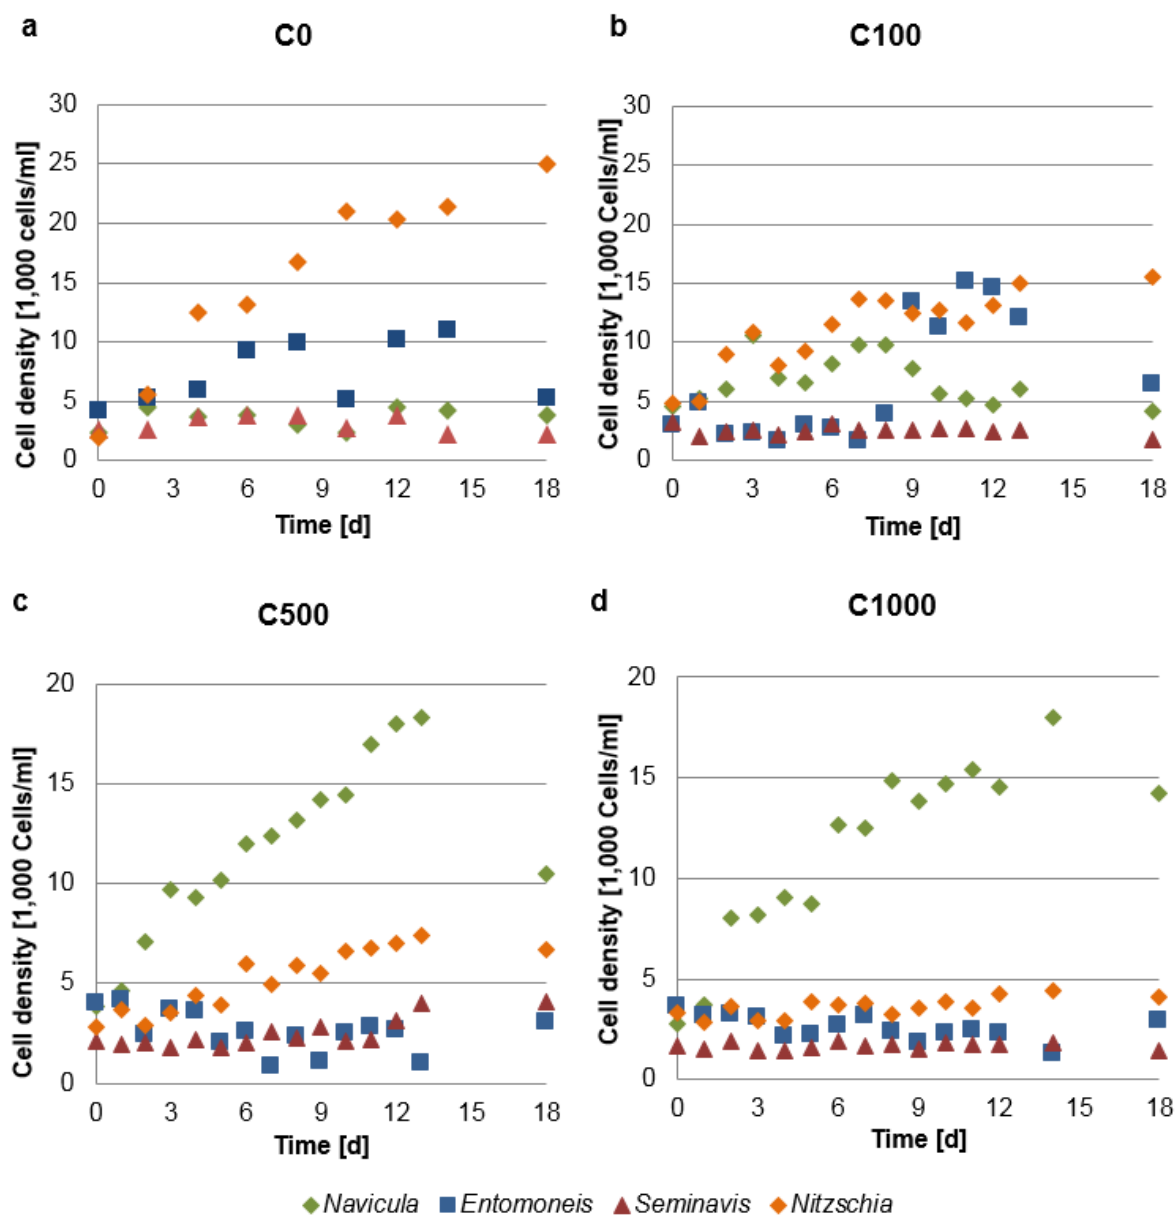 a
C0
Cell density [1,000 cells/ml]
30
25
20
15
10
5
0
0 3 6 9 12 15 18
Time [d]
b
C100
Cell density [1,000 Cells/ml]
30
25
20
15
10
5
0
0 3 6 9 12 15 18
Time [d]
c
C500
Cell density [1,000 Cells/ml]
20
15
10
5
0
0 3 6 9 12 15 18
Time [d]
d
C1000
Cell density [1,000 Cells/ml]
20
15
10
5
0
0 3 6 9 12 15 18
Time [d]
Navicula Entomoneis Seminavis Nitzschia